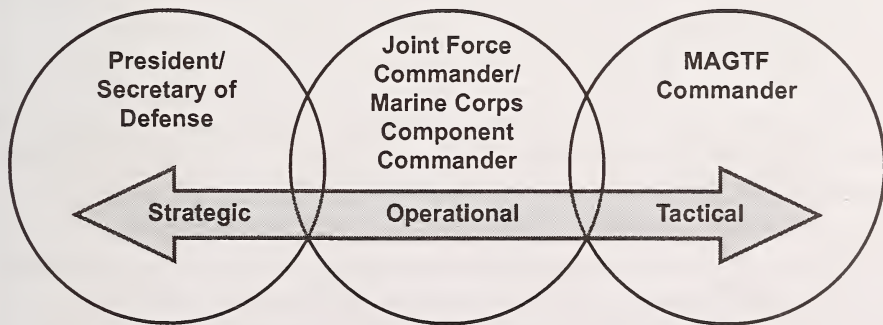 President/
Secretary of
Defense
Joint Force
Commander/
Marine Corps
Component
Commander
MAGTF
Commander
Strategic
Operational
Tactical